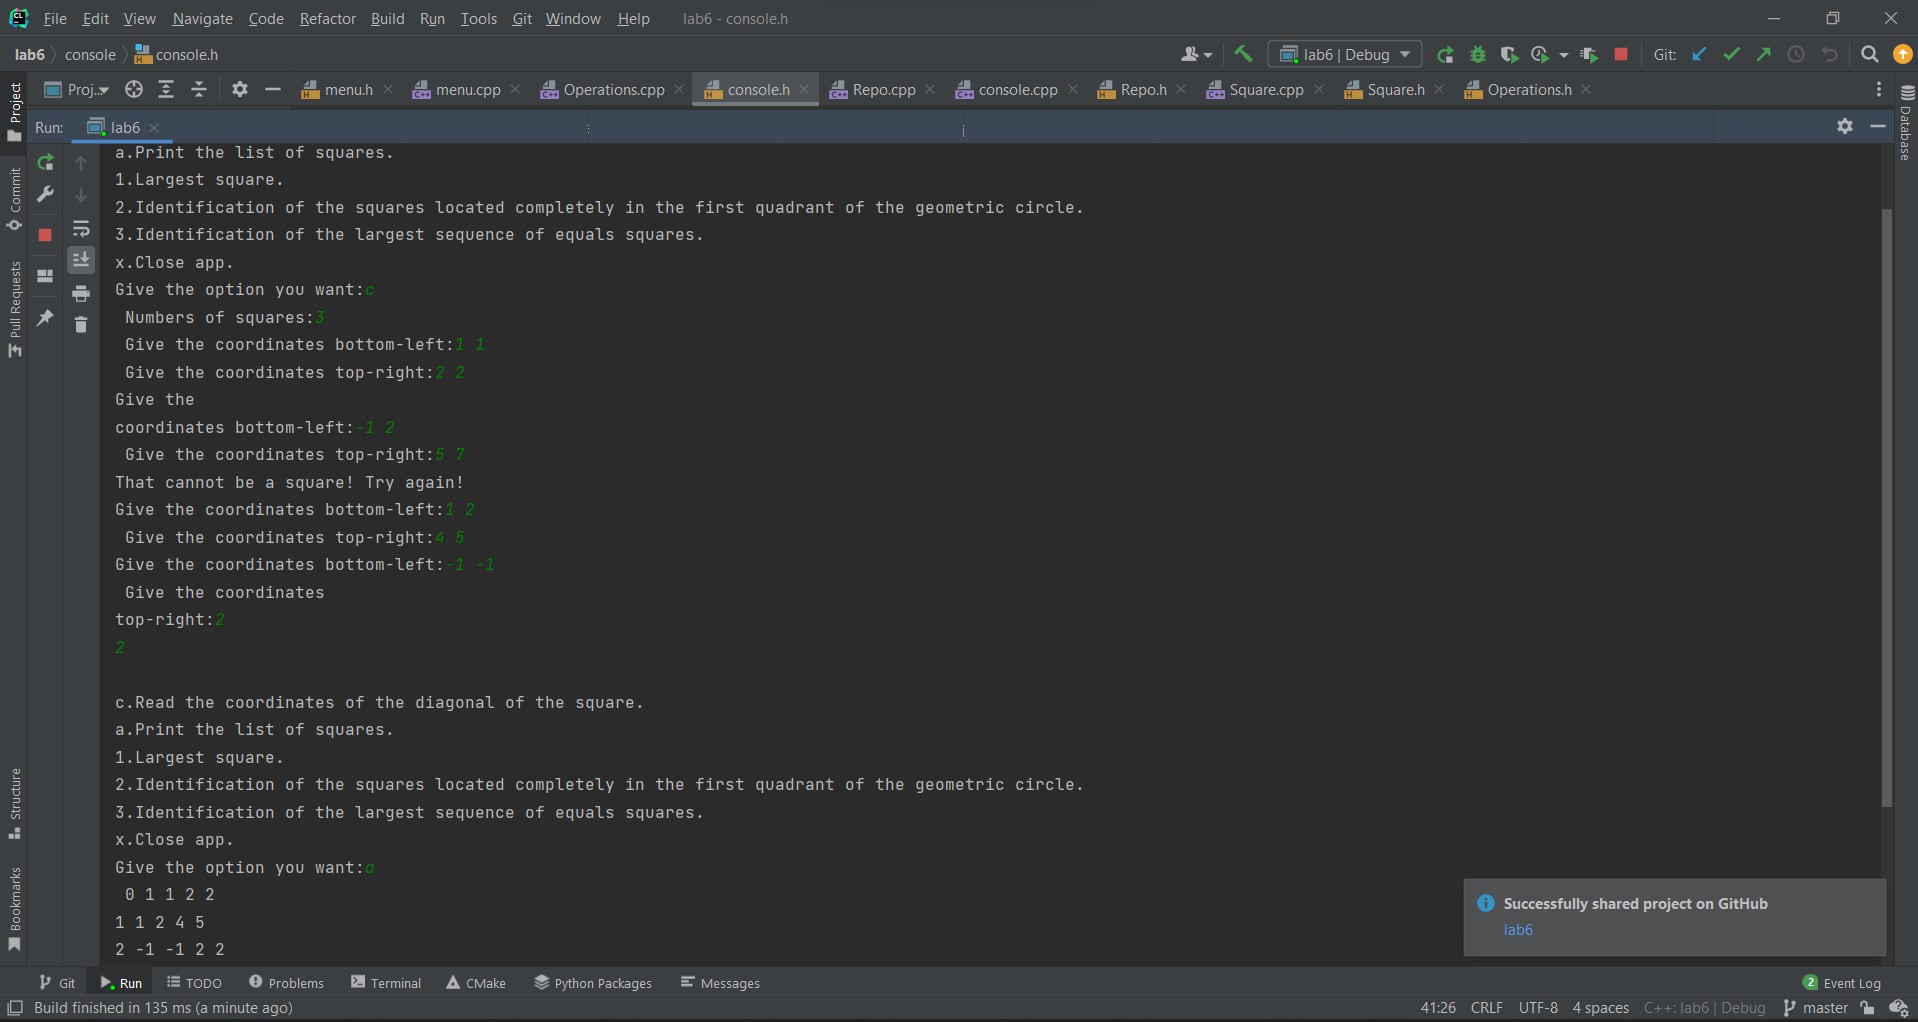 File Edit View Navigate Code Refactor Build Run Tools Git Window Help lab6 - console.h
lab6 console console.h lab6 | Debug Git:
Proj... menu.h menu.cpp Operations.cpp console.h Repo.cpp console.cpp Repo.h Square.cpp Square.h Operations.h
Run: lab6
Project
Commit
Pull Requests
Structure
Bookmarks
Database
a.Print the list of squares.
1.Largest square.
2.Identification of the squares located completely in the first quadrant of the geometric circle.
3.Identification of the largest sequence of equals squares.
x.Close app.
Give the option you want:c
Numbers of squares:3
Give the coordinates bottom-left:1 1
Give the coordinates top-right:2 2
Give the
coordinates bottom-left:-1 2
Give the coordinates top-right:5 7
That cannot be a square! Try again!
Give the coordinates bottom-left:1 2
Give the coordinates top-right:4 5
Give the coordinates bottom-left:-1 -1
Give the coordinates
top-right:2
2
c.Read the coordinates of the diagonal of the square.
a.Print the list of squares.
1.Largest square.
2.Identification of the squares located completely in the first quadrant of the geometric circle.
3.Identification of the largest sequence of equals squares.
x.Close app.
Give the option you want:a
0 1 1 2 2
1 1 2 4 5
2 -1 -1 2 2
Successfully shared project on GitHub
lab6
Git Run TODO Problems Terminal CMake Python Packages Messages 2 Event Log
Build finished in 135 ms (a minute ago) 41:26 CRLF UTF-8 4 spaces C++: lab6 | Debug master